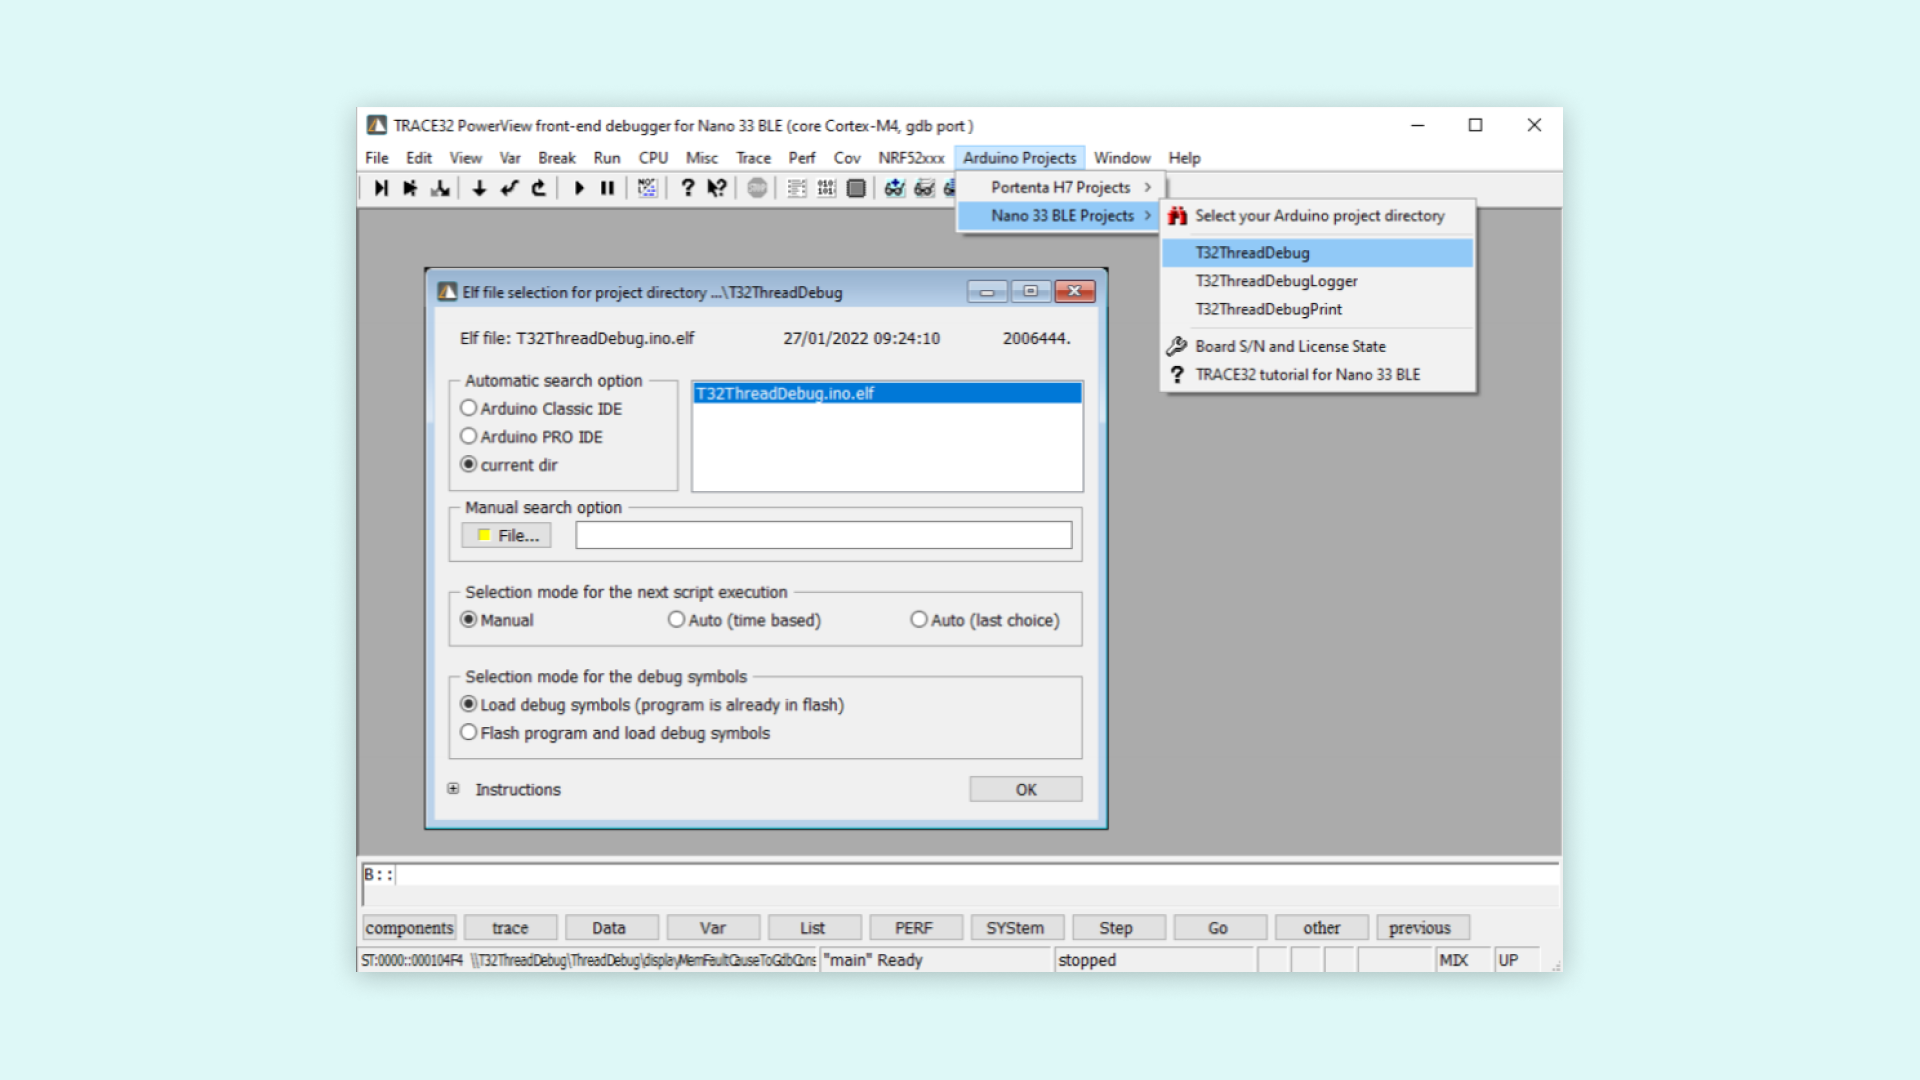 TRACE32 PowerView front-end debugger for Nano 33 BLE (core Cortex-M4, gdb port )
File Edit View Var Break Run CPU Misc Trace Perf Cov NRF52xxx Arduino Projects Window Help
Portenta H7 Projects
Nano 33 BLE Projects
Select your Arduino project directory
T32ThreadDebug
T32ThreadDebugLogger
T32ThreadDebugPrint
Board S/N and License State
? TRACE32 tutorial for Nano 33 BLE
Elf file selection for project directory ...\T32ThreadDebug
Elf file: T32ThreadDebug.ino.elf 27/01/2022 09:24:10 2006444.
Automatic search option
Arduino Classic IDE
Arduino PRO IDE
current dir
T32ThreadDebug.ino.elf
Manual search option
File...
Selection mode for the next script execution
Manual Auto (time based) Auto (last choice)
Selection mode for the debug symbols
Load debug symbols (program is already in flash)
Flash program and load debug symbols
Instructions OK
B::
components trace Data Var List PERF SYStem Step Go other previous
ST:0000::000104F4 \\T32ThreadDebug\ThreadDebug\displayMemFaultCauseToGdbCons "main" Ready stopped MIX UP